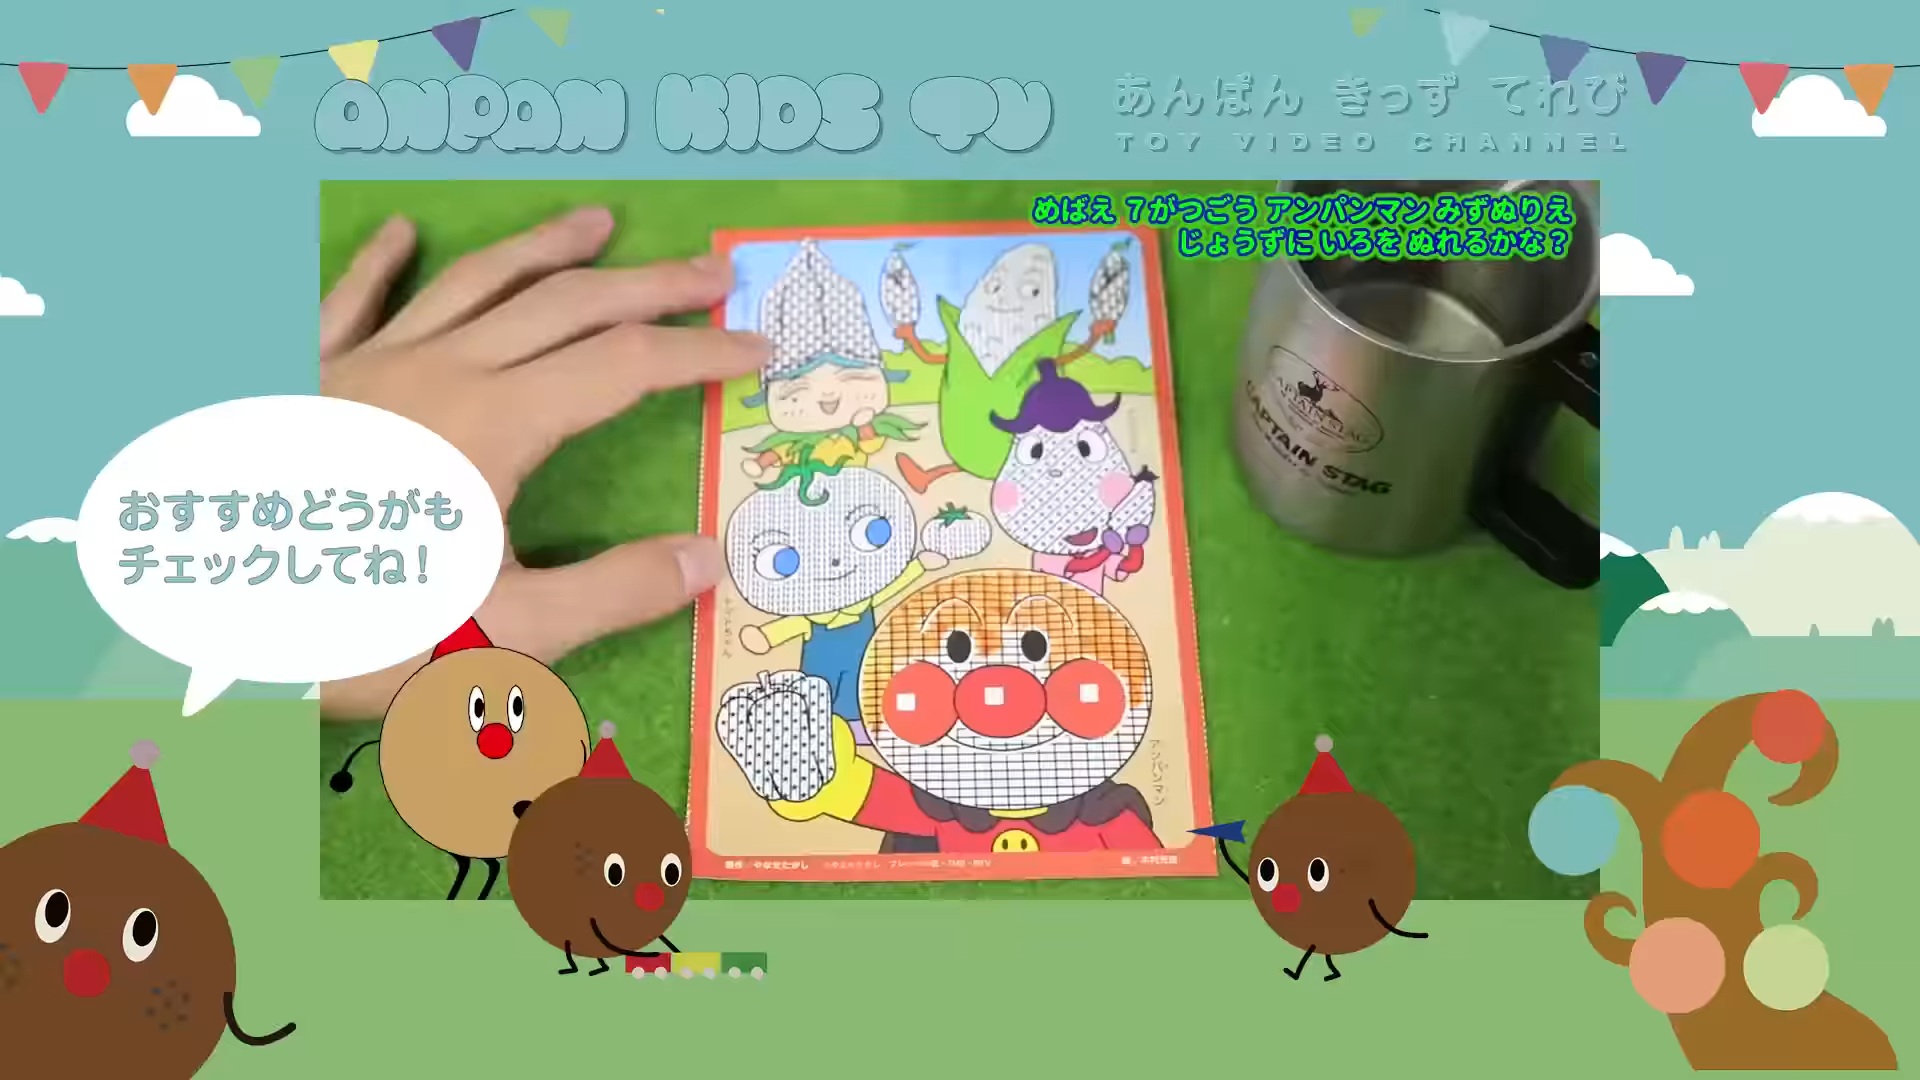 ANPAN KIDS TV
あんぱん きっず てれび
TOY VIDEO CHANNEL
めばえ 7がつごう アンパンマン みずぬりえ
じょうずに いろを ぬれるかな?
CAPTAIN STAG
CAPTAIN STAG
おすすめどうがも
チェックしてね!
アンパンマン